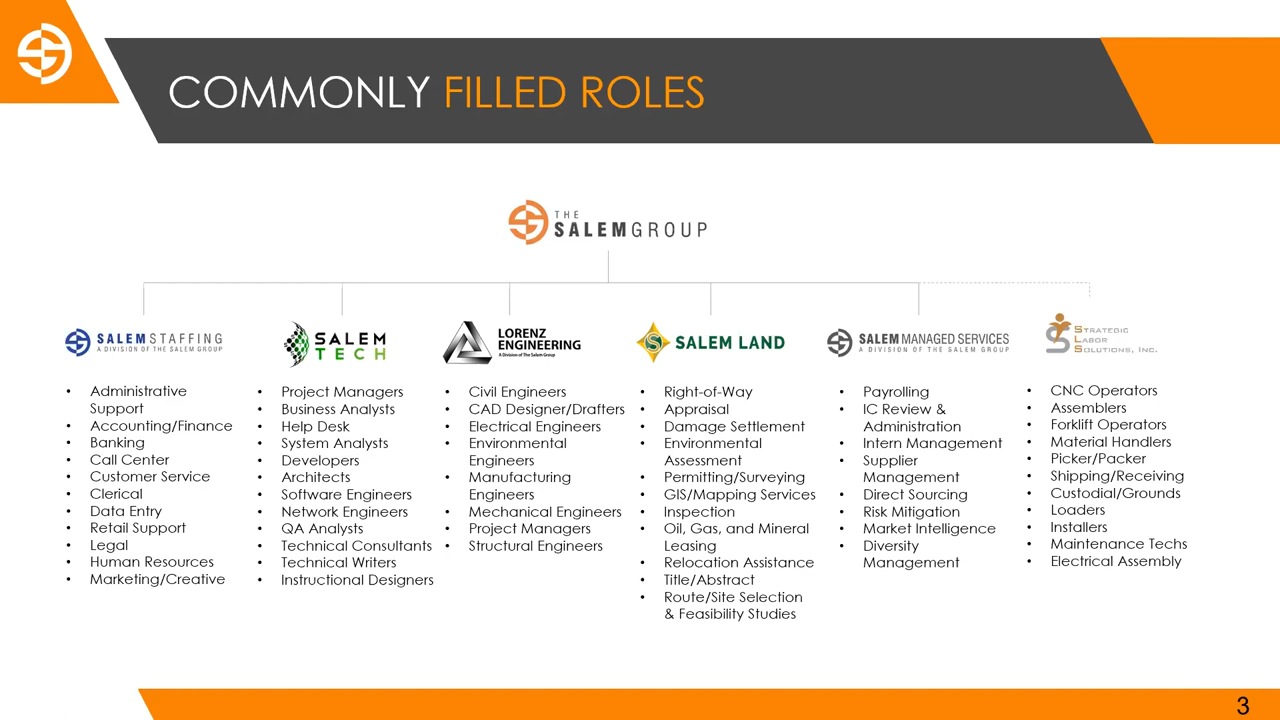 COMMONLY FILLED ROLES
THE
SALEMGROUP
SALEMSTAFFING
A DIVISION OF THE SALEM GROUP
• Administrative
Support
• Accounting/Finance
• Banking
• Call Center
• Customer Service
• Clerical
• Data Entry
• Retail Support
• Legal
• Human Resources
• Marketing/Creative
SALEM
TECH
• Project Managers
• Business Analysts
• Help Desk
• System Analysts
• Developers
• Architects
• Software Engineers
• Network Engineers
• QA Analysts
• Technical Consultants
• Technical Writers
• Instructional Designers
LORENZ
ENGINEERING
A Division of The Salem Group
• Civil Engineers
• CAD Designer/Drafters
• Electrical Engineers
• Environmental
Engineers
• Manufacturing
Engineers
• Mechanical Engineers
• Project Managers
• Structural Engineers
SALEM LAND
• Right-of-Way
• Appraisal
• Damage Settlement
• Environmental
Assessment
• Permitting/Surveying
• GIS/Mapping Services
• Inspection
• Oil, Gas, and Mineral
Leasing
• Relocation Assistance
• Title/Abstract
• Route/Site Selection
& Feasibility Studies
SALEM MANAGED SERVICES
A DIVISION OF THE SALEM GROUP
• Payrolling
• IC Review &
Administration
• Intern Management
• Supplier
Management
• Direct Sourcing
• Risk Mitigation
• Market Intelligence
• Diversity
Management
STRATEGIC
LABOR
SOLUTIONS, INC.
• CNC Operators
• Assemblers
• Forklift Operators
• Material Handlers
• Picker/Packer
• Shipping/Receiving
• Custodial/Grounds
• Loaders
• Installers
• Maintenance Techs
• Electrical Assembly
3